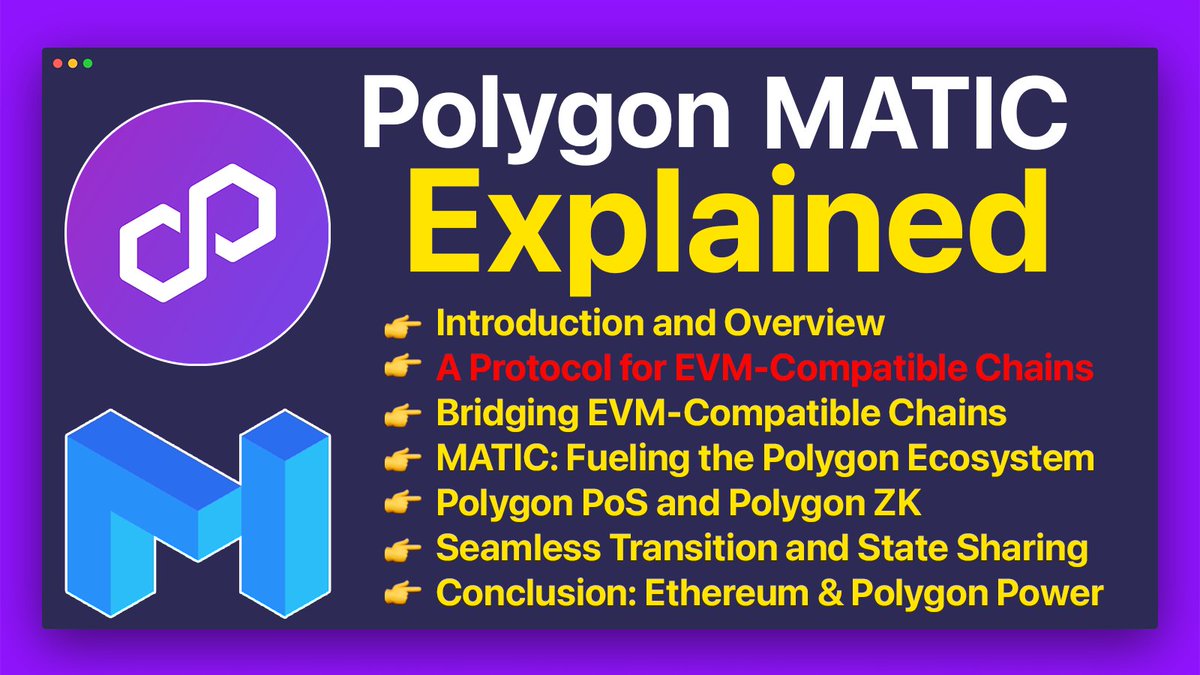 Polygon MATIC
Explained
👉 Introduction and Overview
👉 A Protocol for EVM-Compatible Chains
👉 Bridging EVM-Compatible Chains
👉 MATIC: Fueling the Polygon Ecosystem
👉 Polygon PoS and Polygon ZK
👉 Seamless Transition and State Sharing
👉 Conclusion: Ethereum & Polygon Power